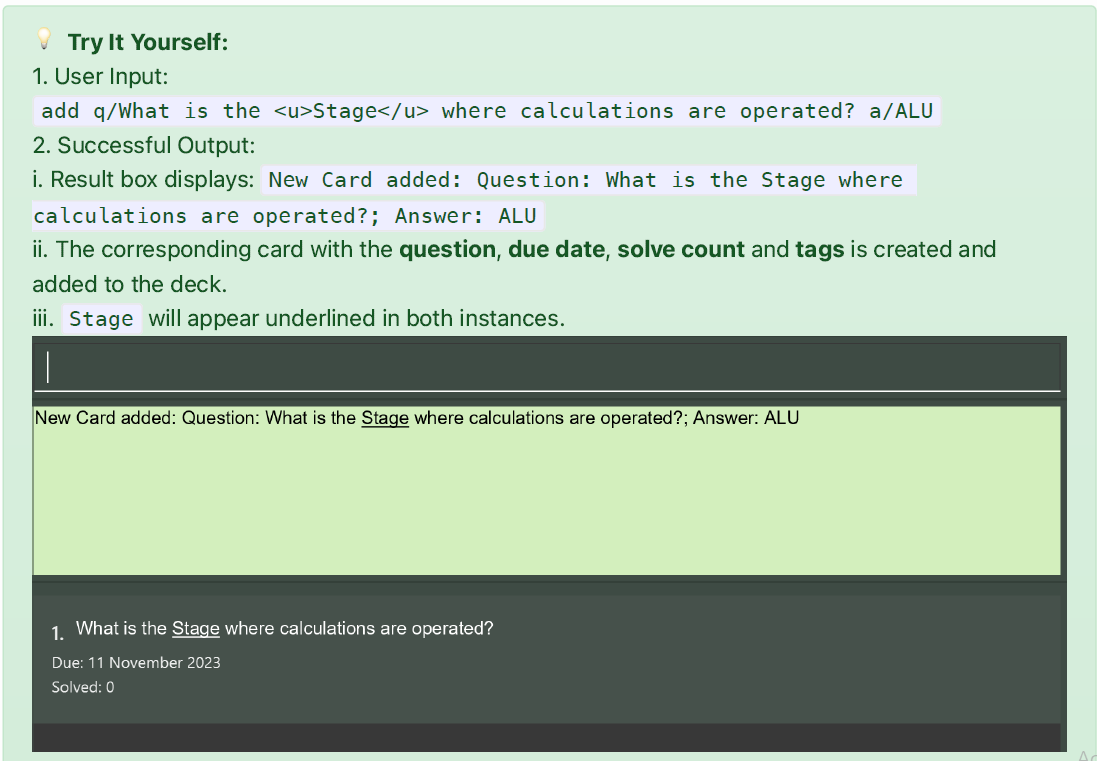 💡 Try It Yourself:
1. User Input:
add q/What is the <u>Stage</u> where calculations are operated? a/ALU
2. Successful Output:
i. Result box displays: New Card added: Question: What is the Stage where
calculations are operated?; Answer: ALU
ii. The corresponding card with the question, due date, solve count and tags is created and
added to the deck.
iii. Stage will appear underlined in both instances.
New Card added: Question: What is the Stage where calculations are operated?; Answer: ALU
1. What is the Stage where calculations are operated?
Due: 11 November 2023
Solved: 0